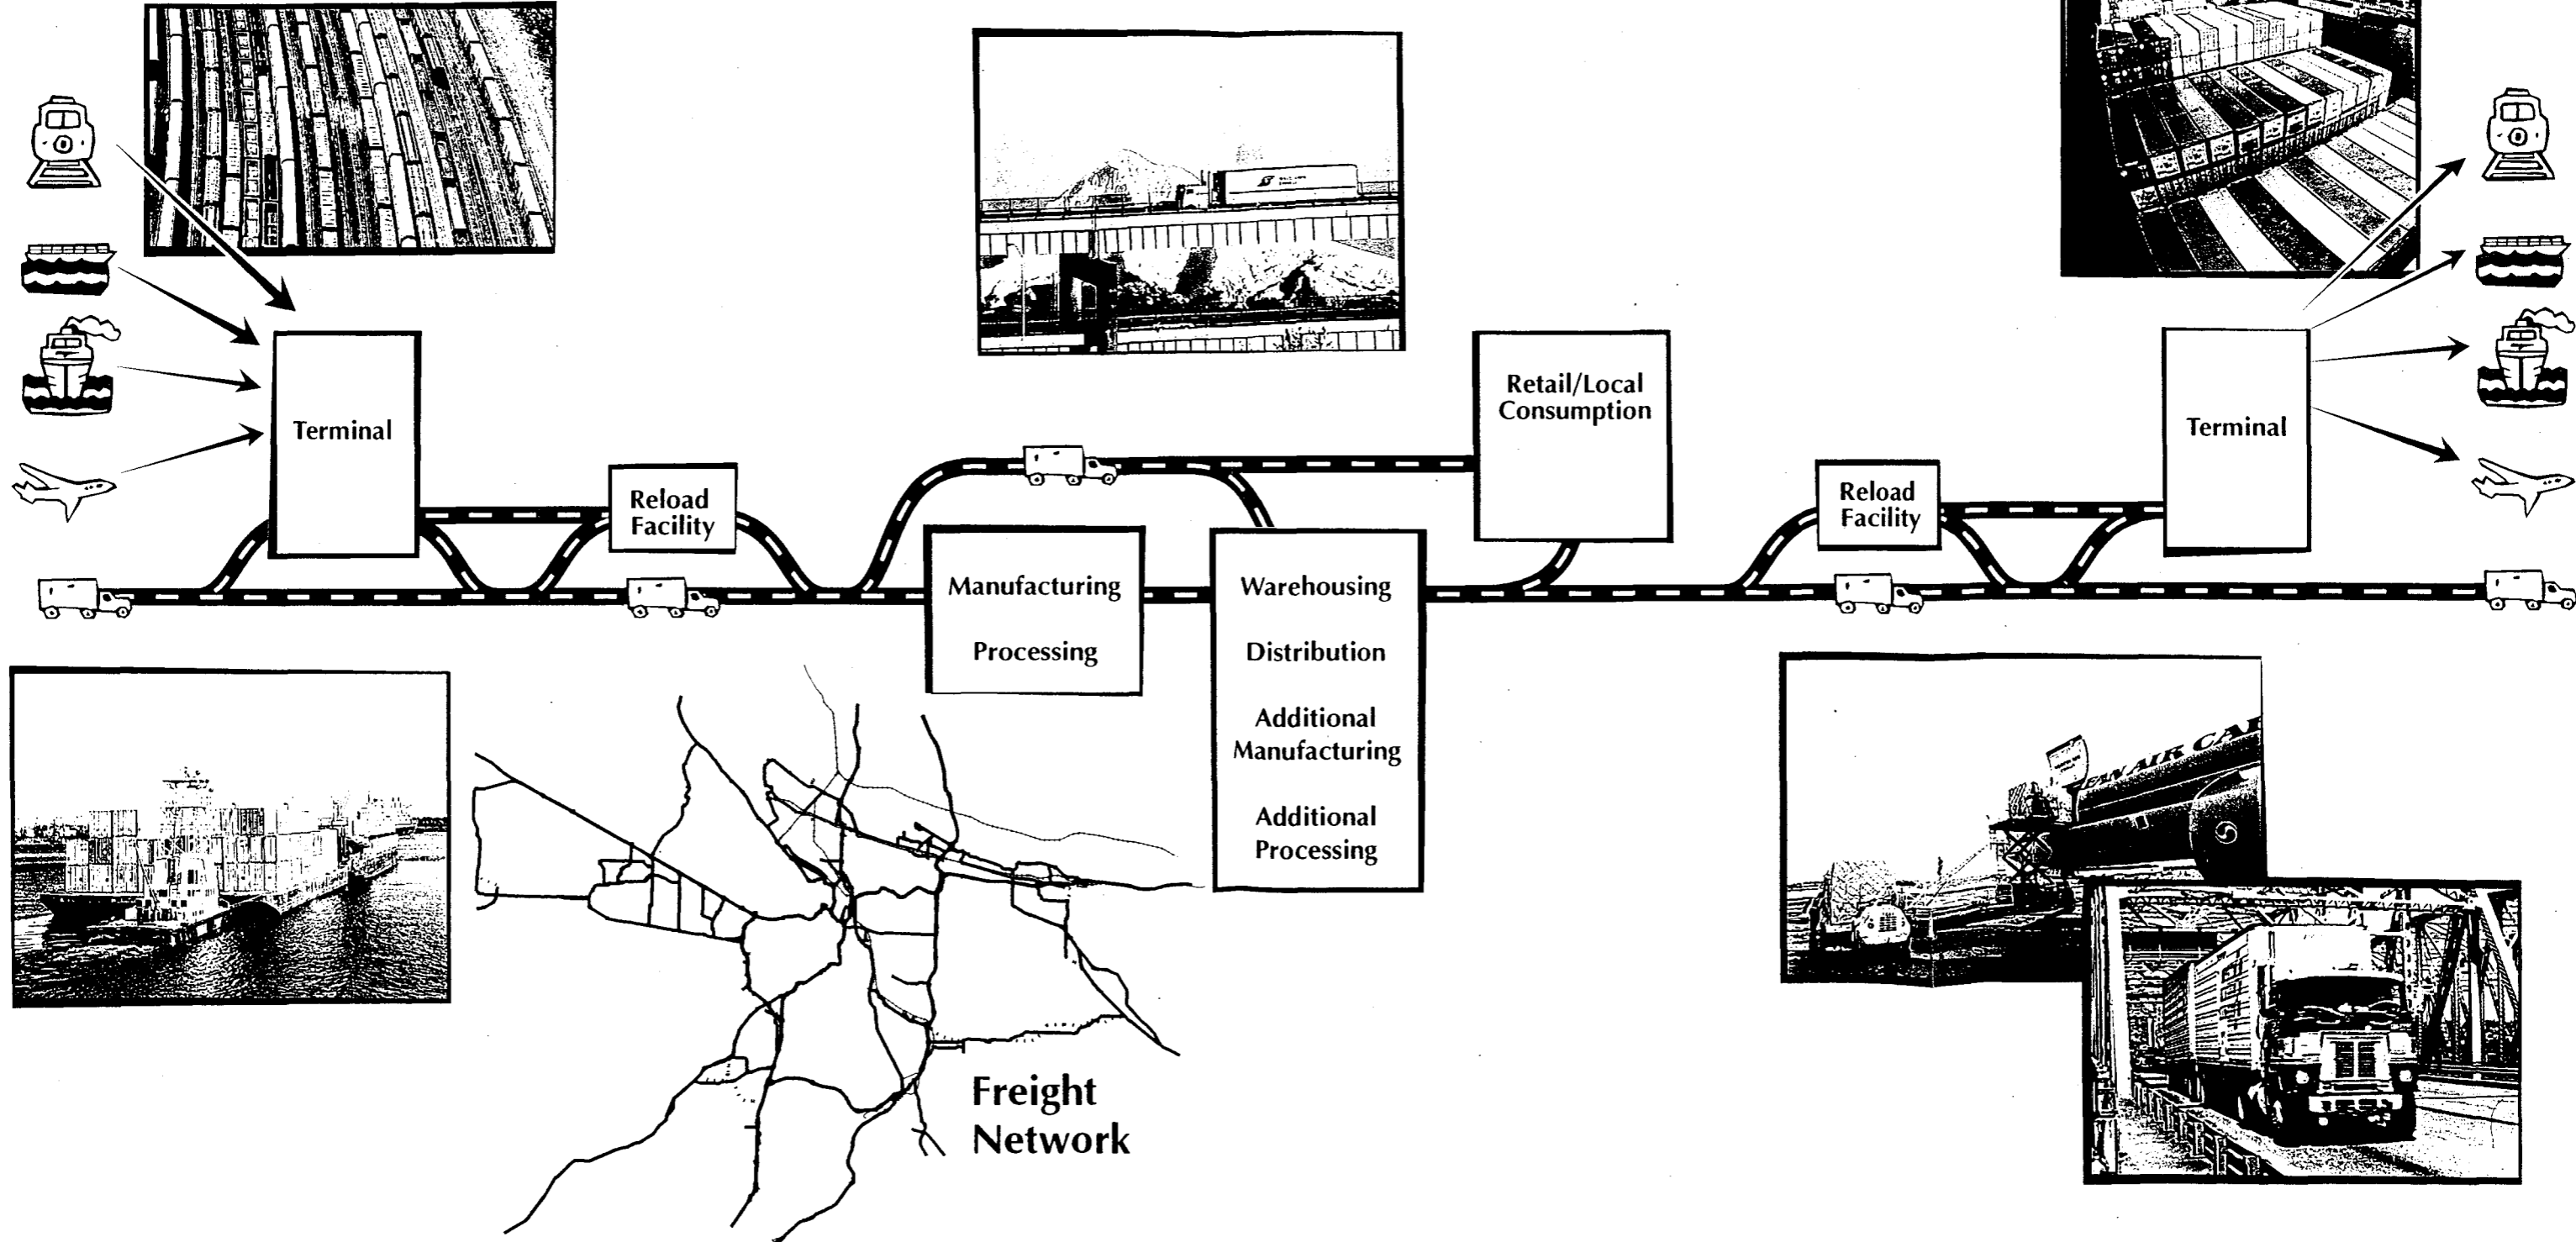 Retail/Local
Consumption
Terminal
Terminal
Reload
Facility
Reload
Facility
Manufacturing
Processing
Warehousing
Distribution
Additional
Manufacturing
Additional
Processing
AIR
Freight
Network